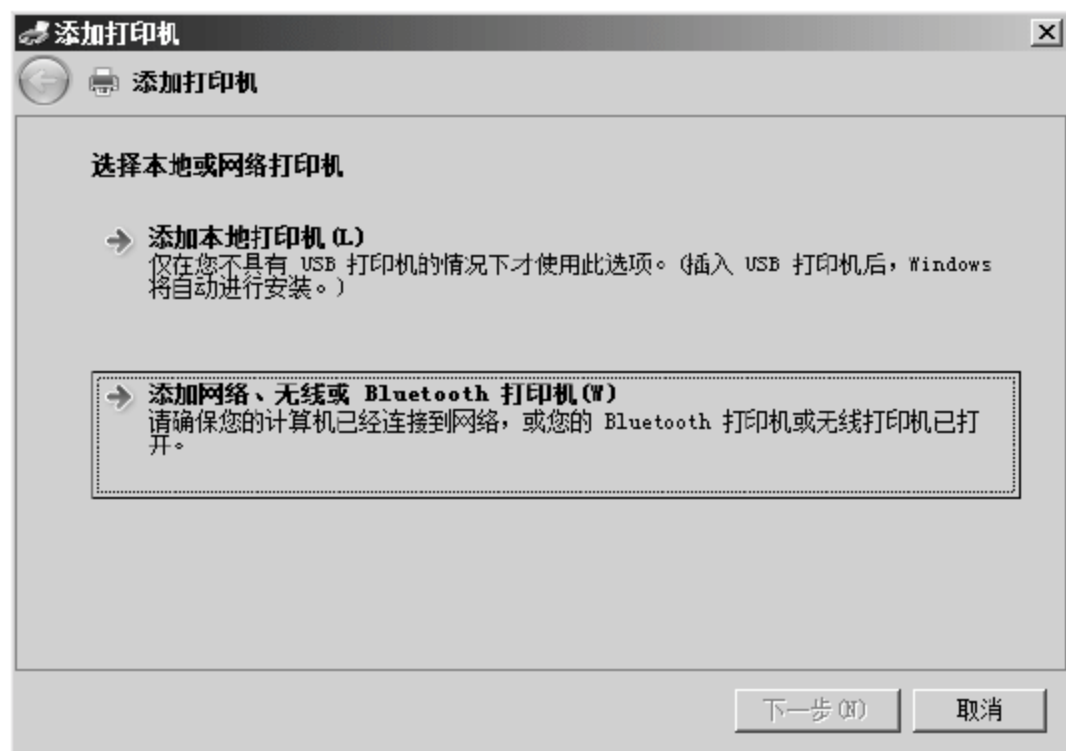 添加打印机
添加打印机
选择本地或网络打印机
添加本地打印机(L)
仅在您不具有 USB 打印机的情况下才使用此选项。(插入 USB 打印机后，Windows
将自动进行安装。)
添加网络、无线或 Bluetooth 打印机(W)
请确保您的计算机已经连接到网络，或您的 Bluetooth 打印机或无线打印机已打
开。
下一步(N)
取消